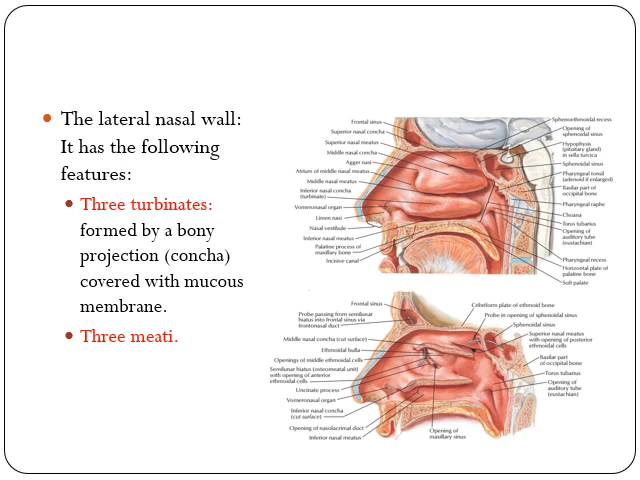 The lateral nasal wall:
It has the following
features:
Three turbinates:
formed by a bony
projection (concha)
covered with mucous
membrane.
Three meati.
Frontal sinus
Superior nasal concha
Superior nasal meatus
Middle nasal concha
Agger nasi
Atrium of middle nasal meatus
Middle nasal meatus
Inferior nasal concha
(turbinate)
Vomeronasal organ
Limen nasi
Nasal vestibule
Inferior nasal meatus
Palatine process of
maxillary bone
Incisive canal
Sphenoethmoidal recess
Opening of
sphenoidal sinus
Hypophysis
(pituitary gland)
in sella turcica
Sphenoidal sinus
Pharyngeal tonsil
(adenoid if enlarged)
Basilar part of
occipital bone
Pharyngeal raphe
Choana
Torus tubarius
Opening of
auditory tube
(eustachian)
Pharyngeal recess
Horizontal plate of
palatine bone
Soft palate
Frontal sinus
Probe passing from semilunar
hiatus into frontal sinus via
frontonasal duct
Middle nasal concha (cut surface)
Ethmoidal bulla
Openings of middle ethmoidal cells
Semilunar hiatus (osteomeatal unit)
with opening of anterior
ethmoidal cells
Uncinate process
Vomeronasal organ
Inferior nasal concha
(cut surface)
Opening of nasolacrimal duct
Inferior nasal meatus
Cribriform plate of ethmoid bone
Probe in opening of sphenoidal sinus
Sphenoidal sinus
Superior nasal meatus
with opening of posterior
ethmoidal cells
Basilar part
of occipital bone
Torus tubarius
Opening of
auditory tube
(eustachian)
Opening of
maxillary sinus